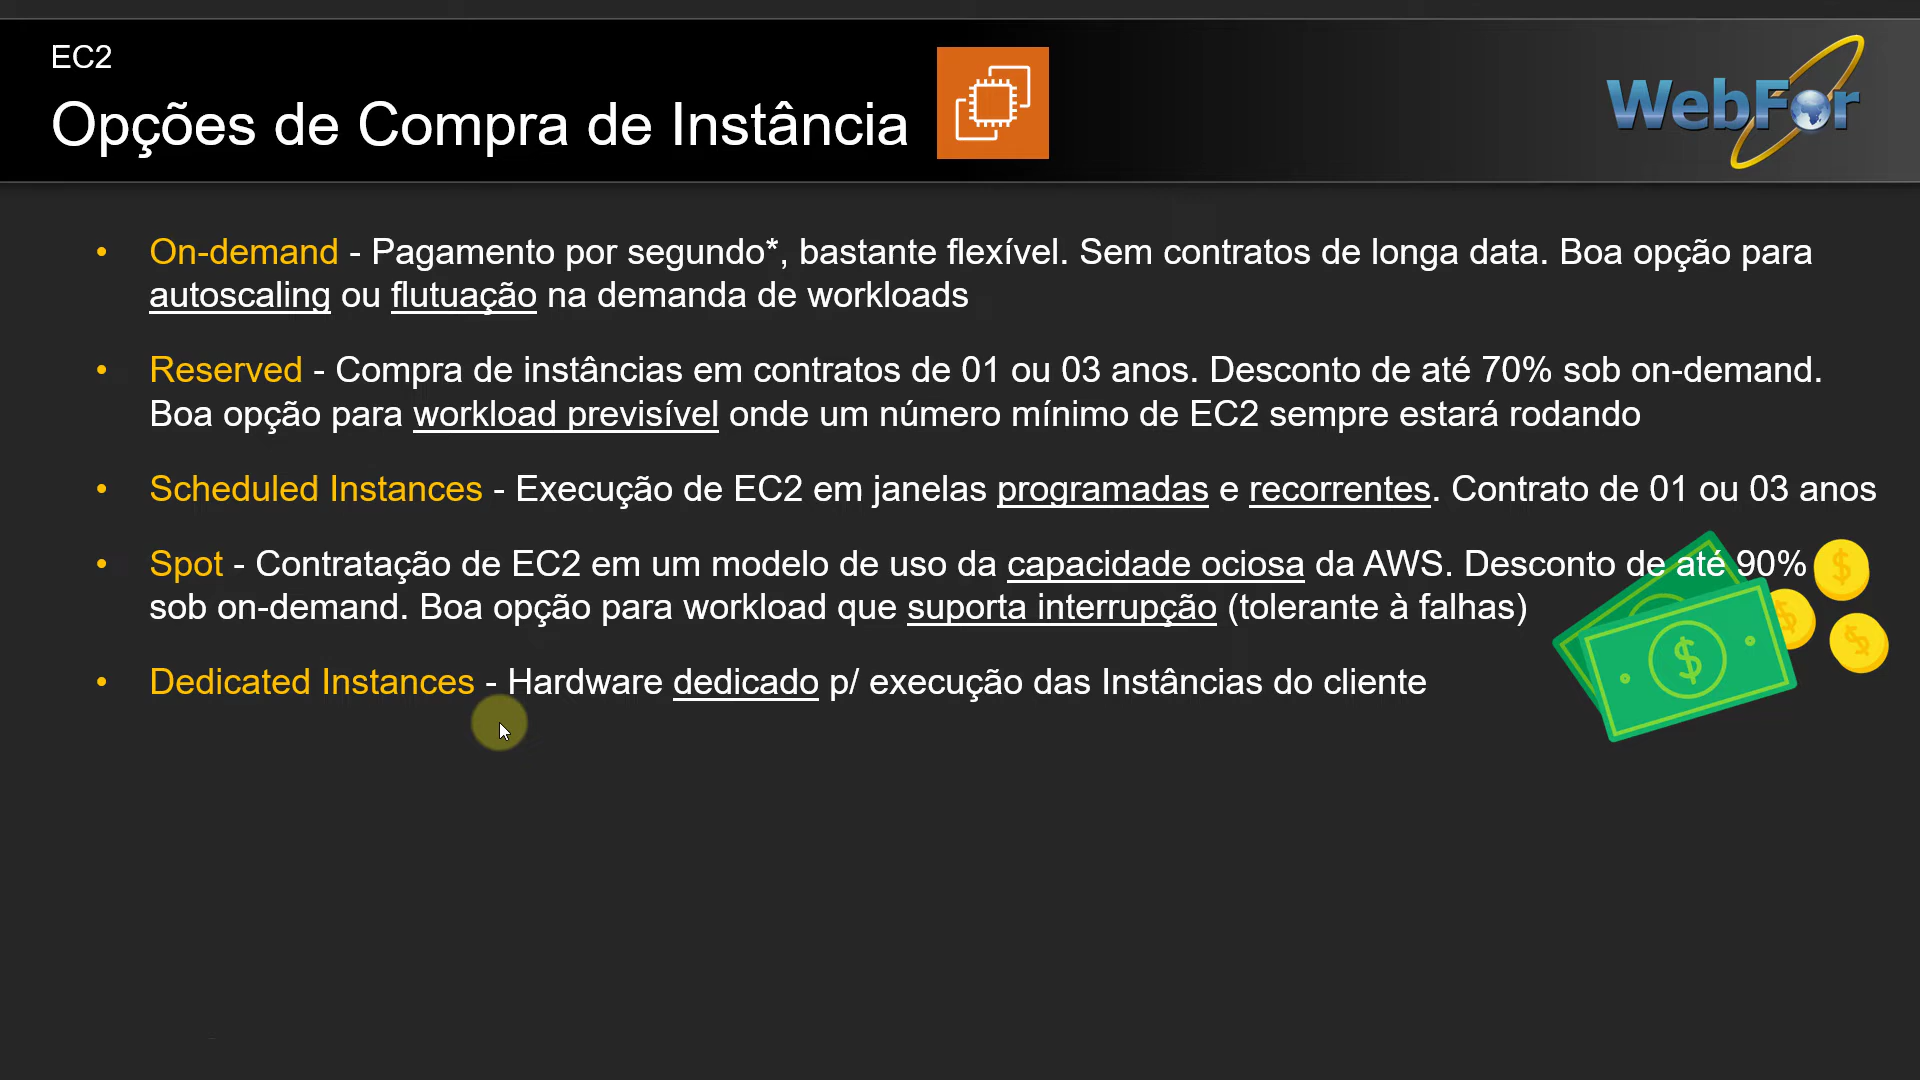 EC2
Opções de Compra de Instância
WebFor
• On-demand - Pagamento por segundo*, bastante flexível. Sem contratos de longa data. Boa opção para
autoscaling ou flutuação na demanda de workloads
• Reserved - Compra de instâncias em contratos de 01 ou 03 anos. Desconto de até 70% sob on-demand.
Boa opção para workload previsível onde um número mínimo de EC2 sempre estará rodando
• Scheduled Instances - Execução de EC2 em janelas programadas e recorrentes. Contrato de 01 ou 03 anos
• Spot - Contratação de EC2 em um modelo de uso da capacidade ociosa da AWS. Desconto de até 90%
sob on-demand. Boa opção para workload que suporta interrupção (tolerante à falhas)
• Dedicated Instances - Hardware dedicado p/ execução das Instâncias do cliente